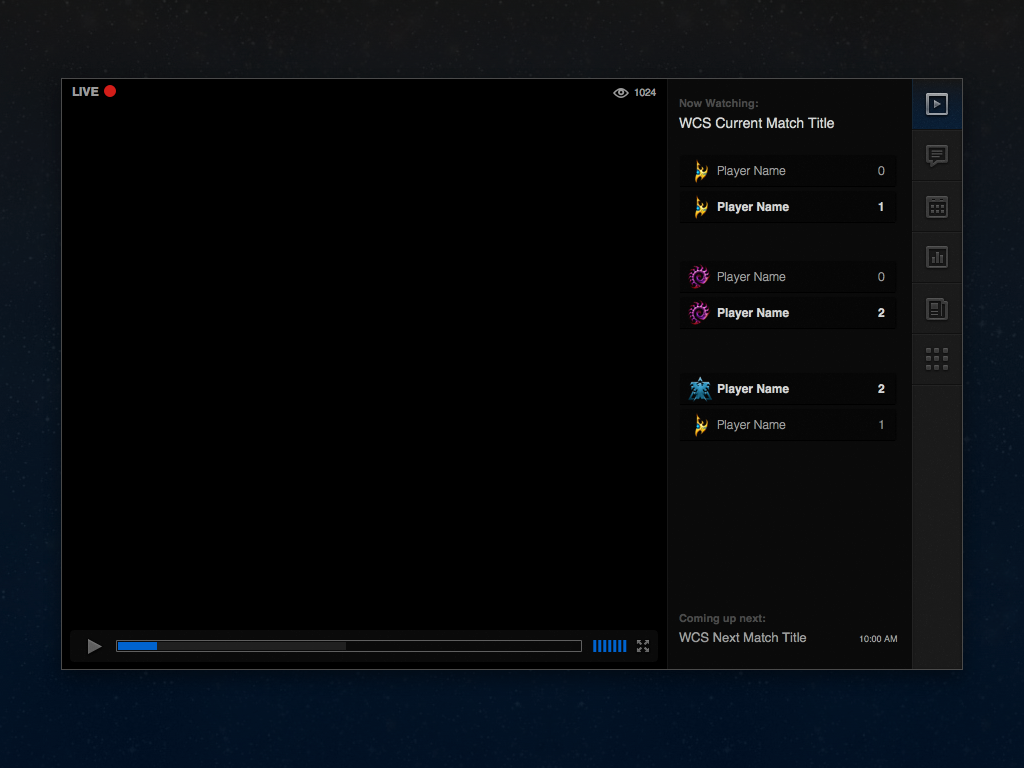 LIVE
1024
Now Watching:
WCS Current Match Title
Player Name 0
Player Name 1
Player Name 0
Player Name 2
Player Name 2
Player Name 1
Coming up next:
WCS Next Match Title 10:00 AM